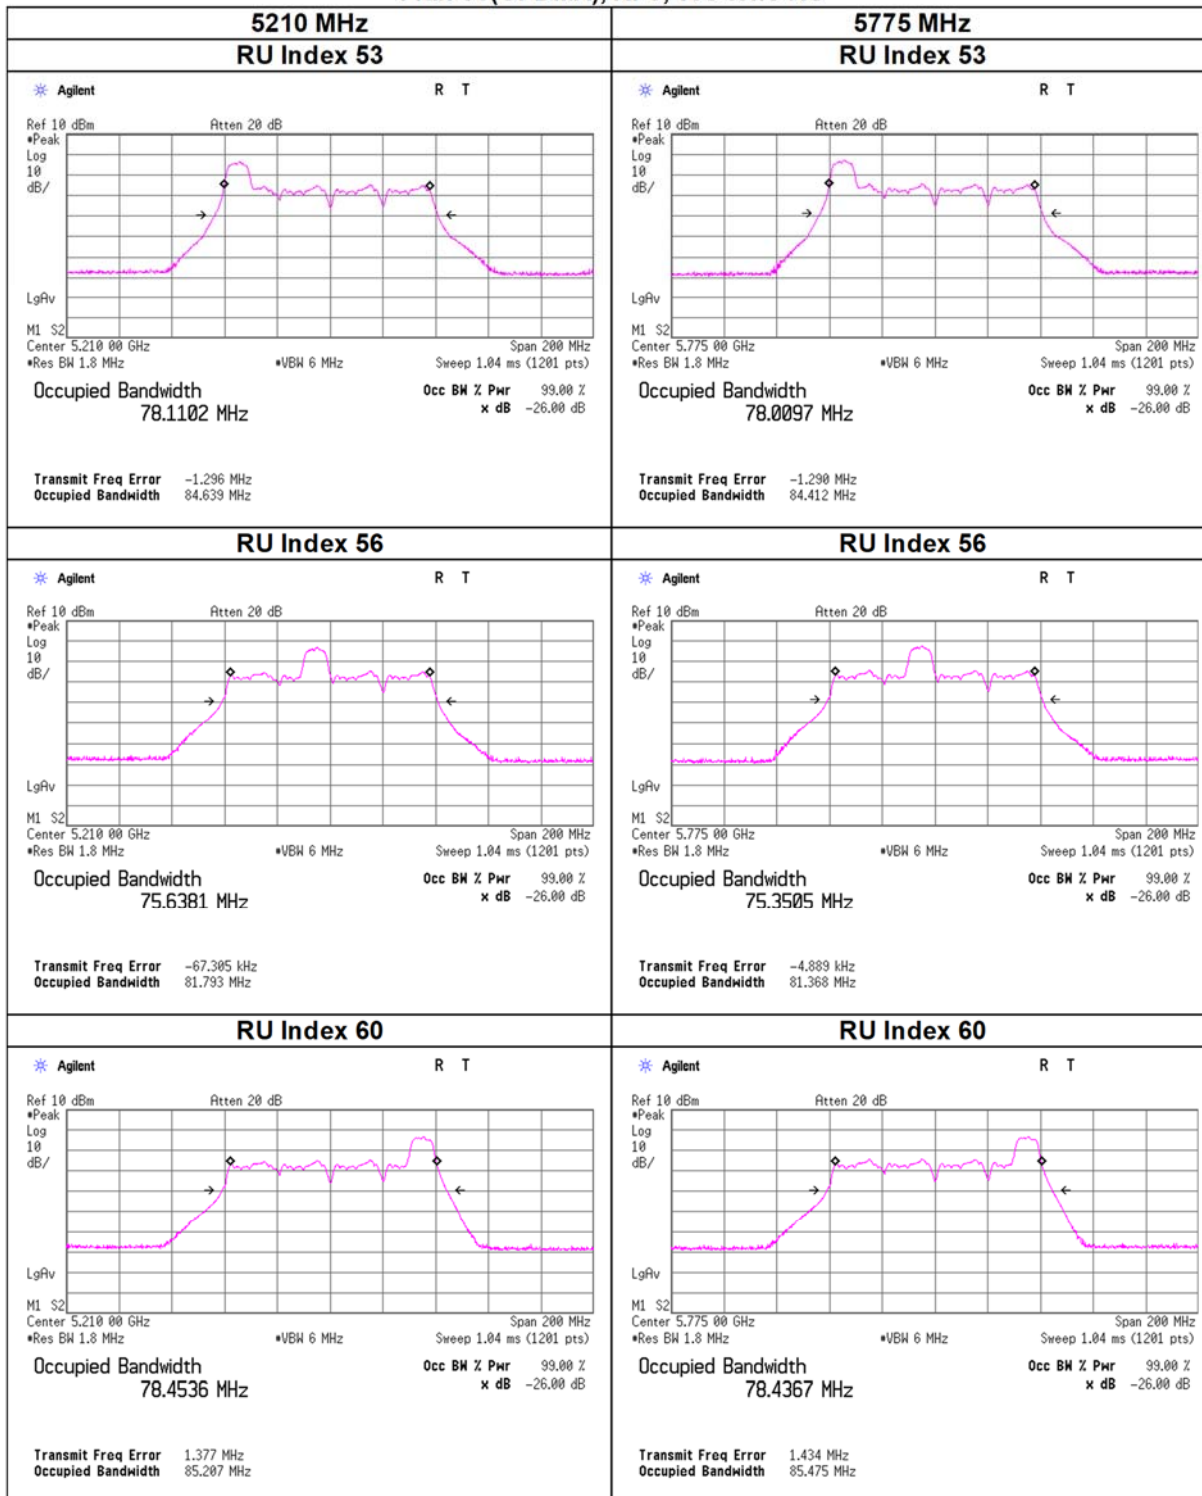 5210 MHz
5775 MHz
RU Index 53
RU Index 53
Agilent R T
Ref 10 dBm Atten 20 dB
*Peak
Log
10
dB/
LgAv
M1 S2
Center 5.210 00 GHz Span 200 MHz
*Res BW 1.8 MHz *VBW 6 MHz Sweep 1.04 ms (1201 pts)
Occupied Bandwidth Occ BW % Pwr 99.00 %
78.1102 MHz x dB -26.00 dB
Transmit Freq Error -1.296 MHz
Occupied Bandwidth 84.639 MHz
Agilent R T
Ref 10 dBm Atten 20 dB
*Peak
Log
10
dB/
LgAv
M1 S2
Center 5.775 00 GHz Span 200 MHz
*Res BW 1.8 MHz *VBW 6 MHz Sweep 1.04 ms (1201 pts)
Occupied Bandwidth Occ BW % Pwr 99.00 %
78.0097 MHz x dB -26.00 dB
Transmit Freq Error -1.290 MHz
Occupied Bandwidth 84.412 MHz
RU Index 56
RU Index 56
Agilent R T
Ref 10 dBm Atten 20 dB
*Peak
Log
10
dB/
LgAv
M1 S2
Center 5.210 00 GHz Span 200 MHz
*Res BW 1.8 MHz *VBW 6 MHz Sweep 1.04 ms (1201 pts)
Occupied Bandwidth Occ BW % Pwr 99.00 %
75.6381 MHz x dB -26.00 dB
Transmit Freq Error -67.305 kHz
Occupied Bandwidth 81.793 MHz
Agilent R T
Ref 10 dBm Atten 20 dB
*Peak
Log
10
dB/
LgAv
M1 S2
Center 5.775 00 GHz Span 200 MHz
*Res BW 1.8 MHz *VBW 6 MHz Sweep 1.04 ms (1201 pts)
Occupied Bandwidth Occ BW % Pwr 99.00 %
75.3505 MHz x dB -26.00 dB
Transmit Freq Error -4.889 kHz
Occupied Bandwidth 81.368 MHz
RU Index 60
RU Index 60
Agilent R T
Ref 10 dBm Atten 20 dB
*Peak
Log
10
dB/
LgAv
M1 S2
Center 5.210 00 GHz Span 200 MHz
*Res BW 1.8 MHz *VBW 6 MHz Sweep 1.04 ms (1201 pts)
Occupied Bandwidth Occ BW % Pwr 99.00 %
78.4536 MHz x dB -26.00 dB
Transmit Freq Error 1.377 MHz
Occupied Bandwidth 85.207 MHz
Agilent R T
Ref 10 dBm Atten 20 dB
*Peak
Log
10
dB/
LgAv
M1 S2
Center 5.775 00 GHz Span 200 MHz
*Res BW 1.8 MHz *VBW 6 MHz Sweep 1.04 ms (1201 pts)
Occupied Bandwidth Occ BW % Pwr 99.00 %
78.4367 MHz x dB -26.00 dB
Transmit Freq Error 1.434 MHz
Occupied Bandwidth 85.475 MHz